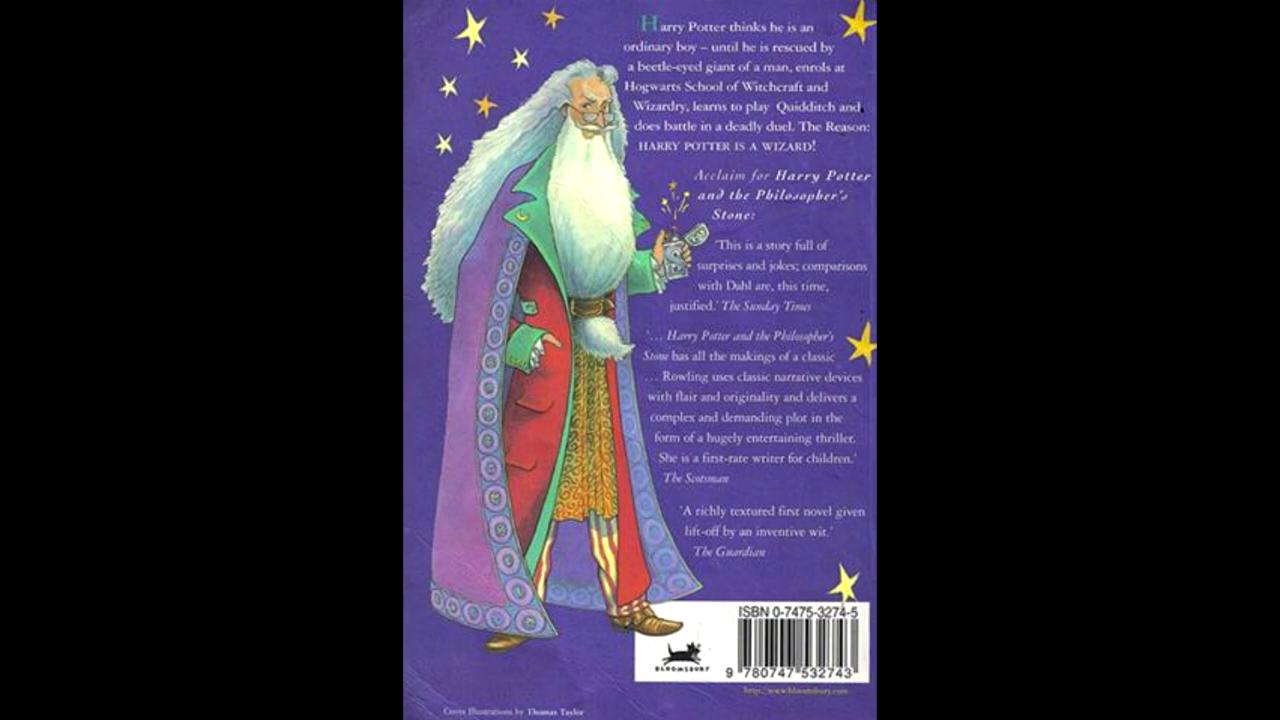 Harry Potter thinks he is an
ordinary boy – until he is rescued by
a beetle-eyed giant of a man, enrols at
Hogwarts School of Witchcraft and
Wizardry, learns to play Quidditch and
does battle in a deadly duel. The Reason:
HARRY POTTER IS A WIZARD!
Acclaim for Harry Potter
and the Philosopher's
Stone:
'This is a story full of
surprises and jokes; comparisons
with Dahl are, this time,
justified.' The Sunday Times
'… Harry Potter and the Philosopher's
Stone has all the makings of a classic
… Rowling uses classic narrative devices
with flair and originality and delivers a
complex and demanding plot in the
form of a hugely entertaining thriller.
She is a first-rate writer for children.'
The Scotsman
'A richly textured first novel given
lift-off by an inventive wit.'
The Guardian
ISBN 0-7475-3274-5
BLOOMSBURY
9 780747 532743
http://www.bloomsbury.com
Cover Illustrations by Thomas Taylor